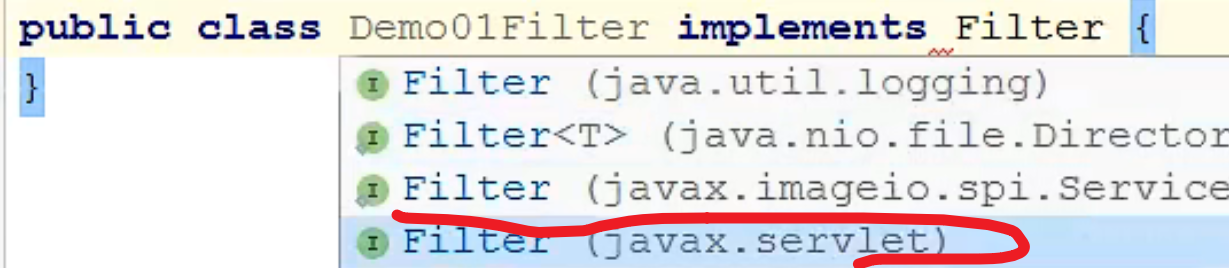 public class Demo01Filter implements Filter {
}
Filter (java.util.logging)
Filter<T> (java.nio.file.Director
Filter (javax.imageio.spi.Service
Filter (javax.servlet)